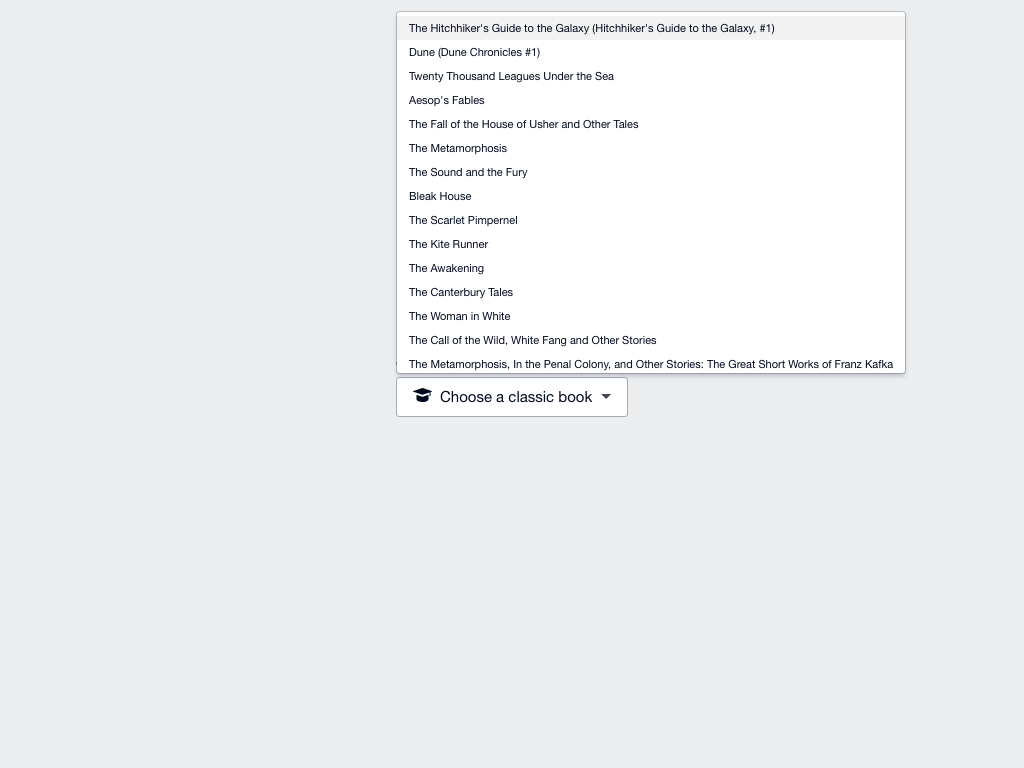 The Hitchhiker's Guide to the Galaxy (Hitchhiker's Guide to the Galaxy, #1)
Dune (Dune Chronicles #1)
Twenty Thousand Leagues Under the Sea
Aesop's Fables
The Fall of the House of Usher and Other Tales
The Metamorphosis
The Sound and the Fury
Bleak House
The Scarlet Pimpernel
The Kite Runner
The Awakening
The Canterbury Tales
The Woman in White
The Call of the Wild, White Fang and Other Stories
The Metamorphosis, In the Penal Colony, and Other Stories: The Great Short Works of Franz Kafka
Choose a classic book